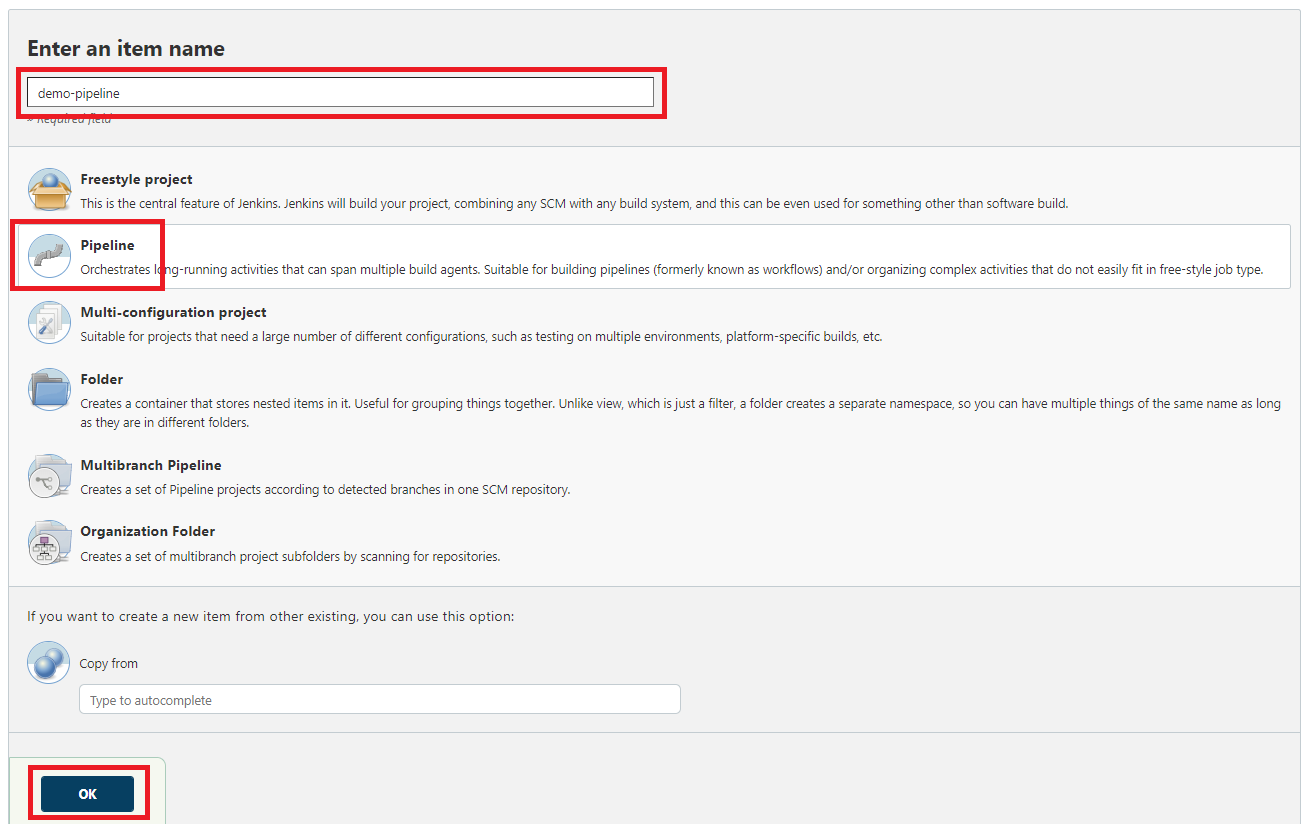 Enter an item name
demo-pipeline
» Required field
Freestyle project
This is the central feature of Jenkins. Jenkins will build your project, combining any SCM with any build system, and this can be even used for something other than software build.
Pipeline
Orchestrates long-running activities that can span multiple build agents. Suitable for building pipelines (formerly known as workflows) and/or organizing complex activities that do not easily fit in free-style job type.
Multi-configuration project
Suitable for projects that need a large number of different configurations, such as testing on multiple environments, platform-specific builds, etc.
Folder
Creates a container that stores nested items in it. Useful for grouping things together. Unlike view, which is just a filter, a folder creates a separate namespace, so you can have multiple things of the same name as long
as they are in different folders.
Multibranch Pipeline
Creates a set of Pipeline projects according to detected branches in one SCM repository.
Organization Folder
Creates a set of multibranch project subfolders by scanning for repositories.
If you want to create a new item from other existing, you can use this option:
Copy from
Type to autocomplete
OK